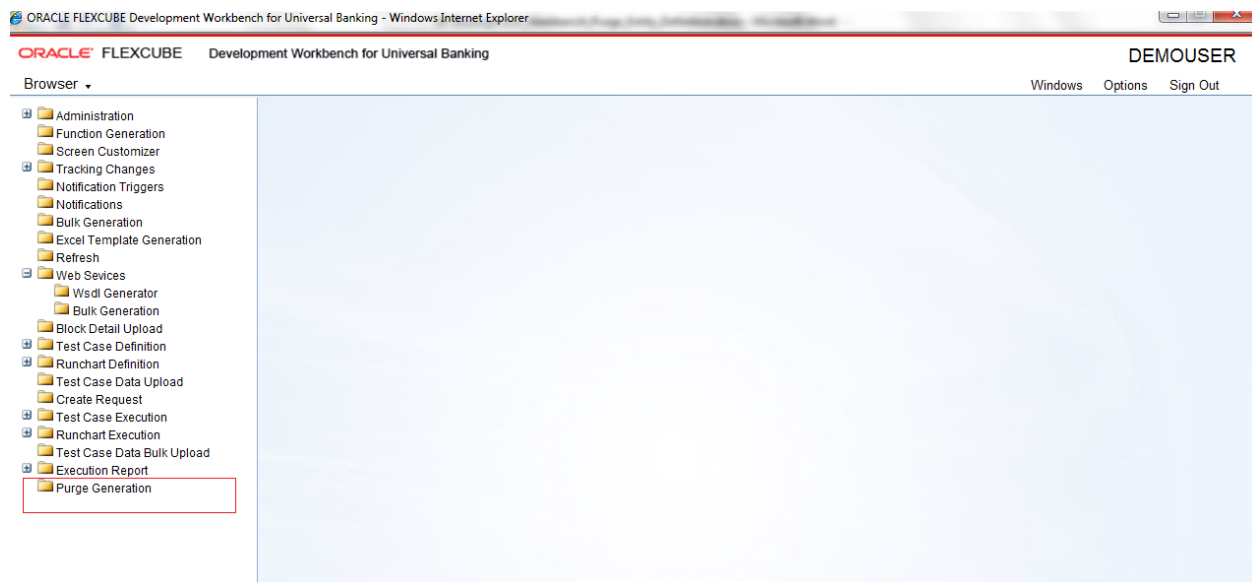 ORACLE FLEXCUBE Development Workbench for Universal Banking - Windows Internet Explorer
ORACLE FLEXCUBE Development Workbench for Universal Banking
DEMOUSER
Browser
Windows Options Sign Out
Administration
Function Generation
Screen Customizer
Tracking Changes
Notification Triggers
Notifications
Bulk Generation
Excel Template Generation
Refresh
Web Sevices
Wsdl Generator
Bulk Generation
Block Detail Upload
Test Case Definition
Runchart Definition
Test Case Data Upload
Create Request
Test Case Execution
Runchart Execution
Test Case Data Bulk Upload
Execution Report
Purge Generation